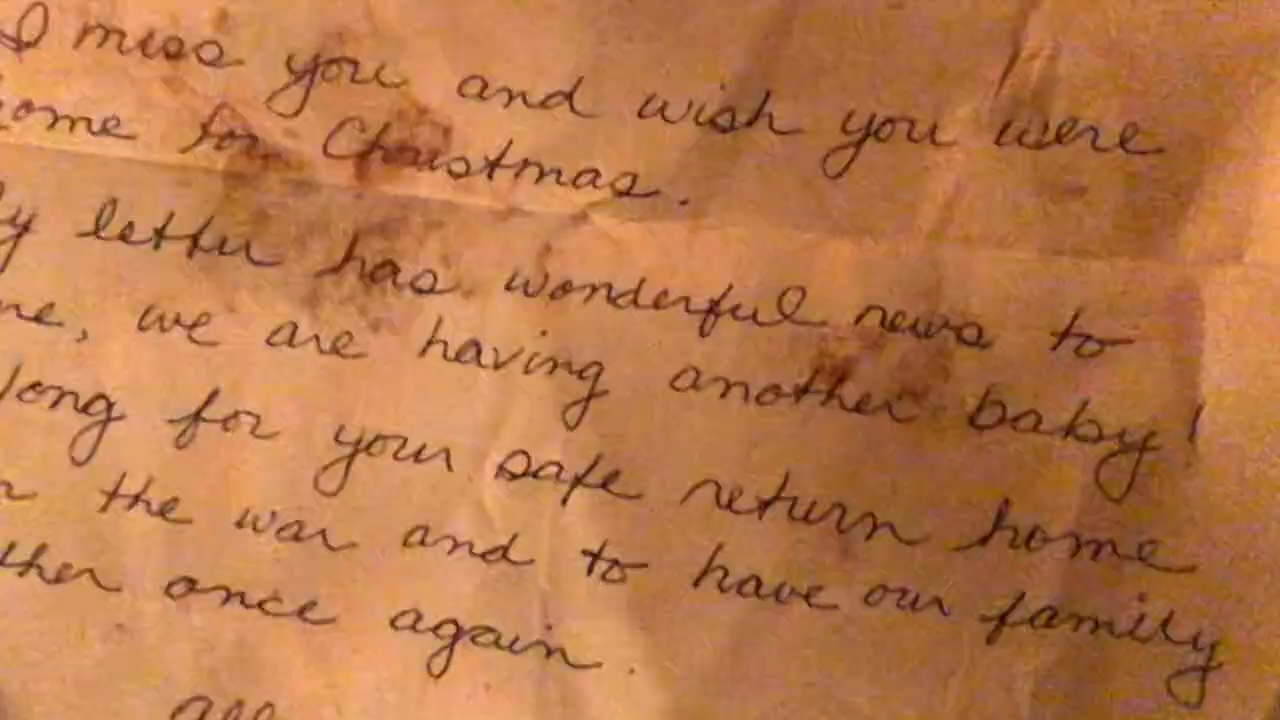 I miss you and wish you were
ome for Christmas.
y letter has wonderful news to
ne, we are having another baby!
long for your safe return home
the war and to have our family
ther once again.
All